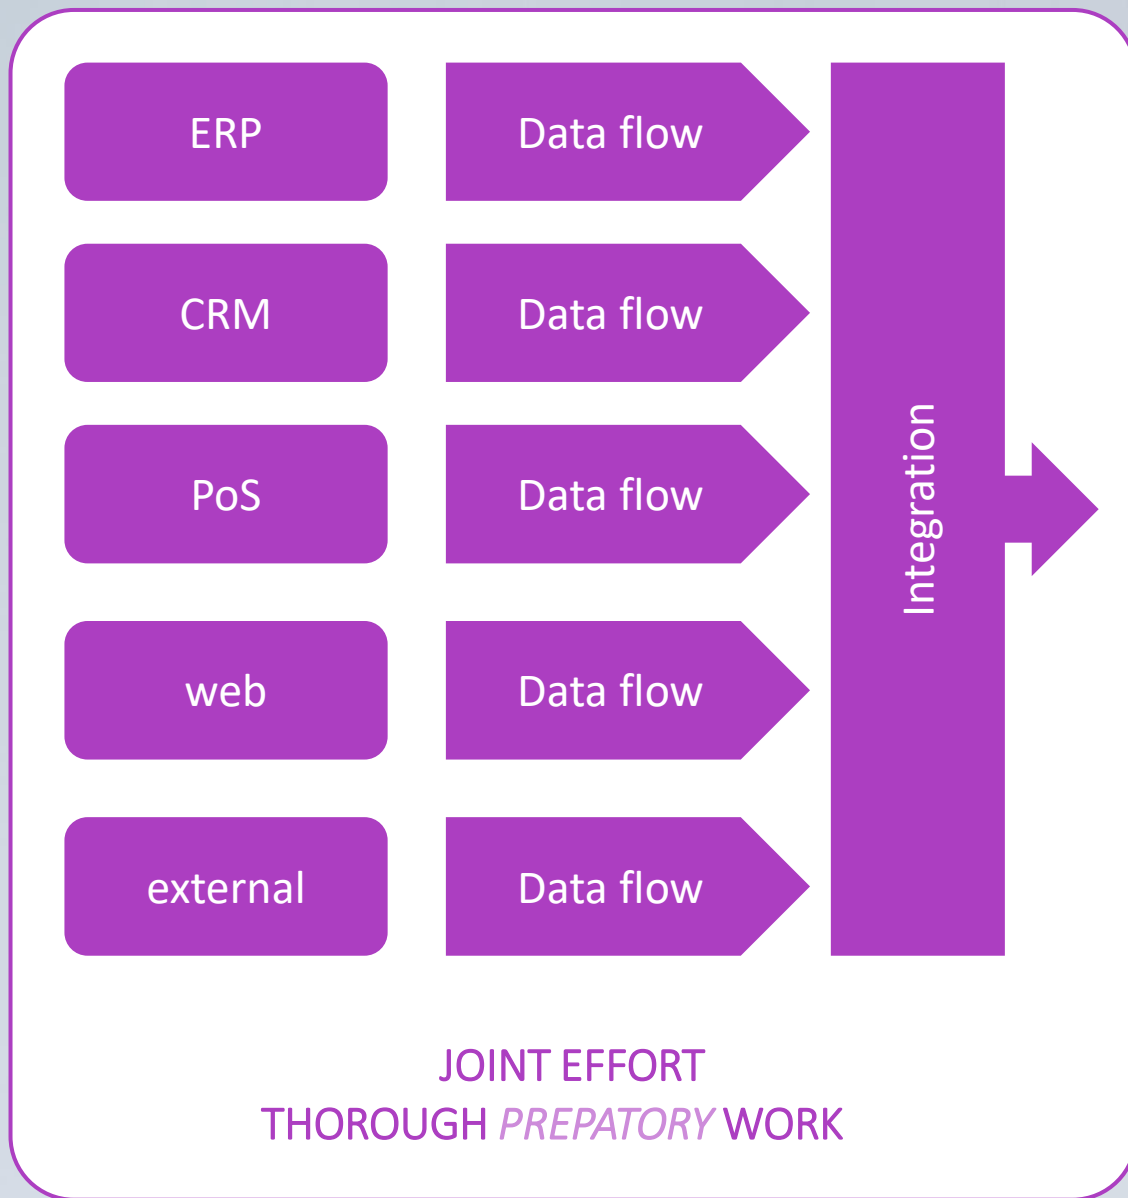 ERP
Data flow
CRM
Data flow
PoS
Data flow
web
Data flow
external
Data flow
Integration
JOINT EFFORT
THOROUGH PREPATORY WORK